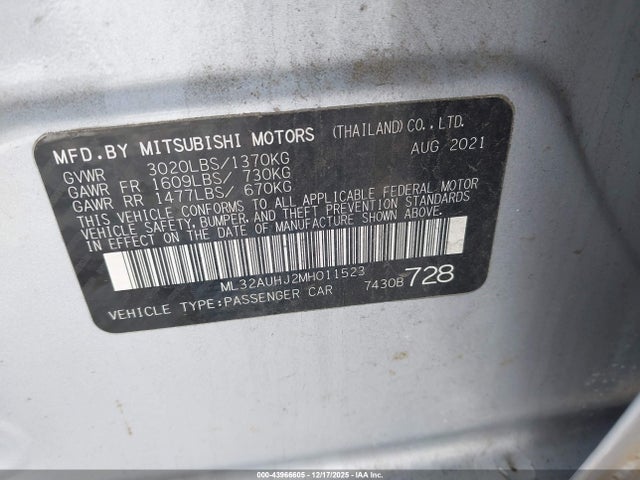 MFD.BY MITSUBISHI MOTORS (THAILAND)CO.,LTD.
GVWR 3020LBS/1370KG AUG 2021
GAWR FR 1609LBS/ 730KG
GAWR RR 1477LBS/ 670KG
THIS VEHICLE CONFORMS TO ALL APPLICABLE FEDERAL MOTOR
VEHICLE SAFETY, BUMPER, AND THEFT PREVENTION STANDARDS
IN EFFECT ON THE DATE OF MANUFACTURE SHOWN ABOVE.
ML32AUHJ2MH011523
VEHICLE TYPE:PASSENGER CAR 7430B 728
000-43966605 - 12/17/2025 - IAA Inc.